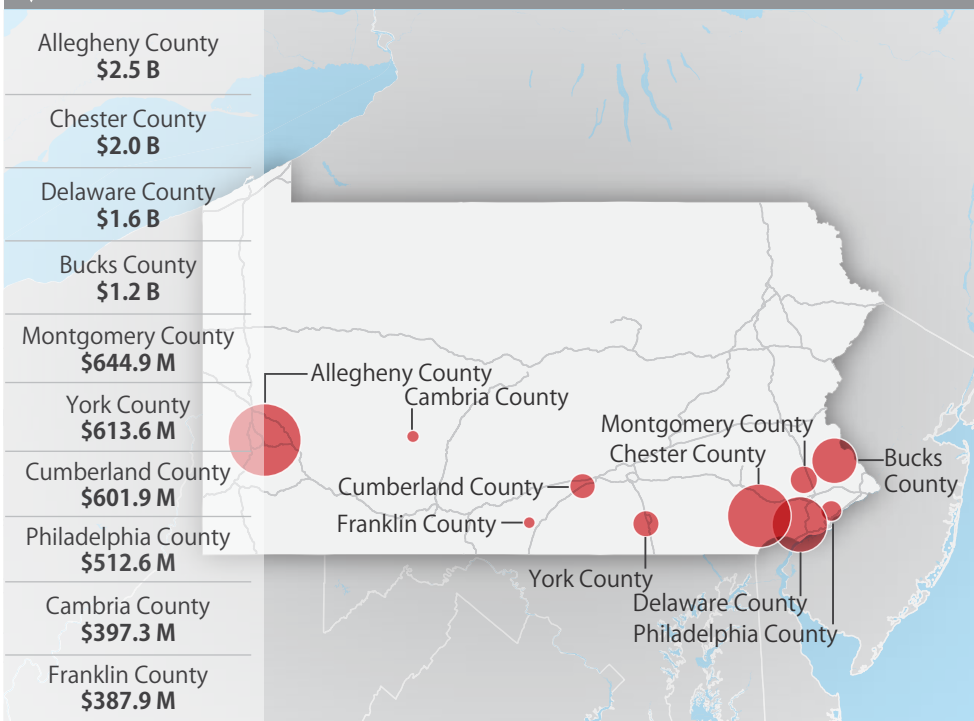 Allegheny County
$2.5 B
Chester County
$2.0 B
Delaware County
$1.6 B
Bucks County
$1.2 B
Montgomery County
$644.9 M
York County
$613.6 M
Cumberland County
$601.9 M
Philadelphia County
$512.6 M
Cambria County
$397.3 M
Franklin County
$387.9 M
Allegheny County
Cambria County
Montgomery County
Chester County
Bucks
County
Cumberland County
Franklin County
York County
Delaware County
Philadelphia County